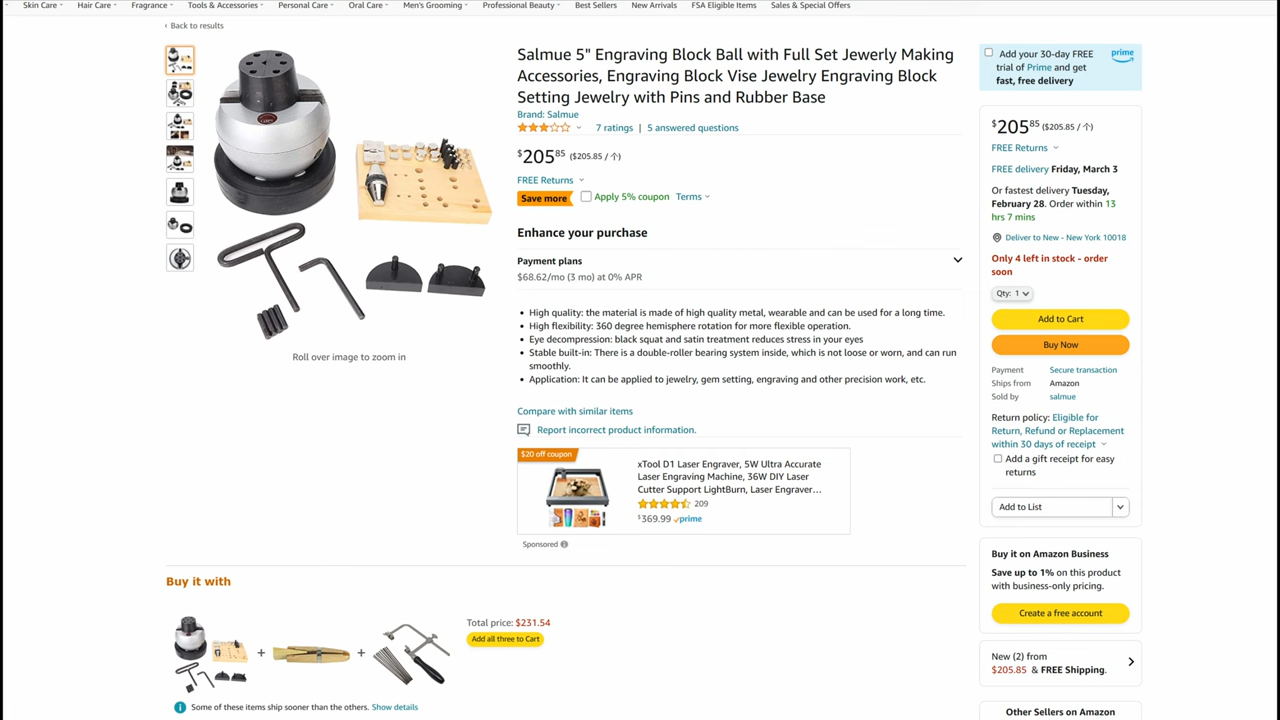 Skin Care
Hair Care
Fragrance
Tools & Accessories
Personal Care
Oral Care
Men's Grooming
Professional Beauty
Best Sellers
New Arrivals
FSA Eligible Items
Sales & Special Offers
‹ Back to results
Salmue 5" Engraving Block Ball with Full Set Jewerly Making
Accessories, Engraving Block Vise Jewelry Engraving Block
Setting Jewelry with Pins and Rubber Base
Brand: Salmue
7 ratings | 5 answered questions
$205.85 ($205.85 / 个)
FREE Returns
Save more
Apply 5% coupon Terms
Enhance your purchase
Payment plans
$68.62/mo (3 mo) at 0% APR
• High quality: the material is made of high quality metal, wearable and can be used for a long time.
• High flexibility: 360 degree hemisphere rotation for more flexible operation.
• Eye decompression: black squat and satin treatment reduces stress in your eyes
• Stable built-in: There is a double-roller bearing system inside, which is not loose or worn, and can run
smoothly.
• Application: It can be applied to jewelry, gem setting, engraving and other precision work, etc.
Compare with similar items
Report incorrect product information.
$20 off coupon
xTool D1 Laser Engraver, 5W Ultra Accurate
Laser Engraving Machine, 36W DIY Laser
Cutter Support LightBurn, Laser Engraver...
209
$369.99 prime
Sponsored
Roll over image to zoom in
Add your 30-day FREE
trial of Prime and get
fast, free delivery
prime
$205.85 ($205.85 / 个)
FREE Returns
FREE delivery Friday, March 3
Or fastest delivery Tuesday,
February 28. Order within 13
hrs 7 mins
Deliver to New - New York 10018
Only 4 left in stock - order
soon
Qty: 1
Add to Cart
Buy Now
Payment Secure transaction
Ships from Amazon
Sold by salmue
Return policy: Eligible for
Return, Refund or Replacement
within 30 days of receipt
Add a gift receipt for easy
returns
Add to List
Buy it on Amazon Business
Save up to 1% on this product
with business-only pricing.
Create a free account
New (2) from
$205.85 & FREE Shipping.
Other Sellers on Amazon
Buy it with
+
+
Total price: $231.54
Add all three to Cart
Some of these items ship sooner than the others. Show details